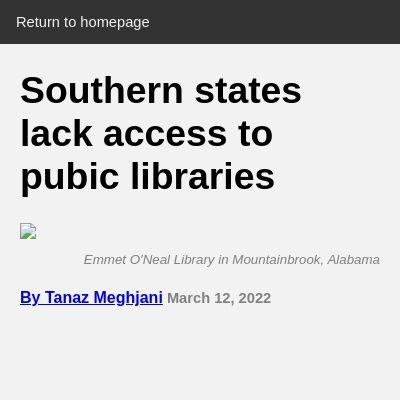 Return to homepage
Southern states
lack access to
pubic libraries
Emmet O'Neal Library in Mountainbrook, Alabama
By Tanaz Meghjani March 12, 2022